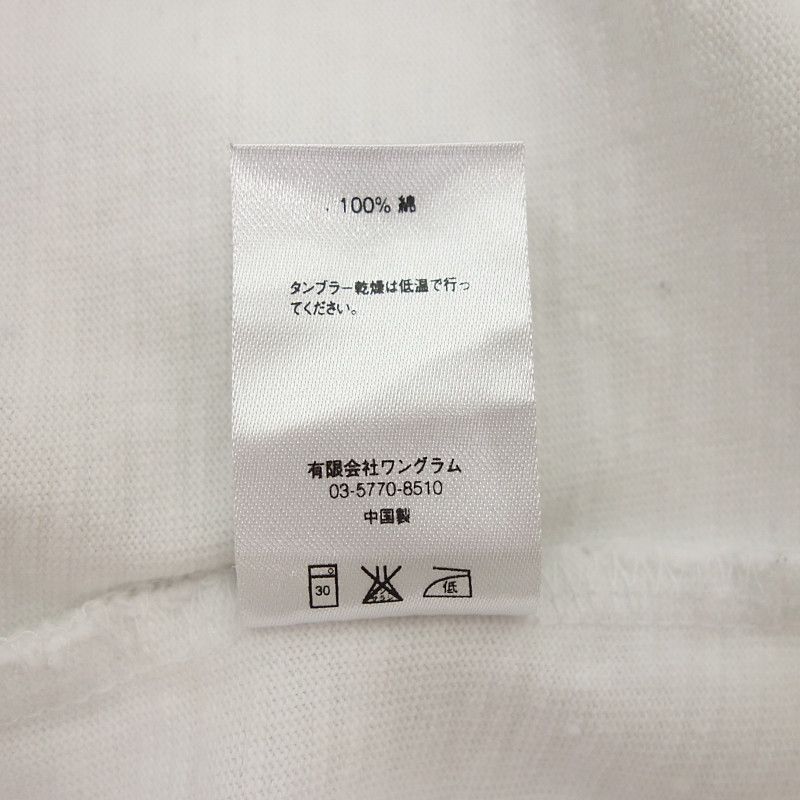 100% 綿
タンブラー乾燥は低温で行っ
てください。
有限会社ワングラム
03-5770-8510
中国製
30
低